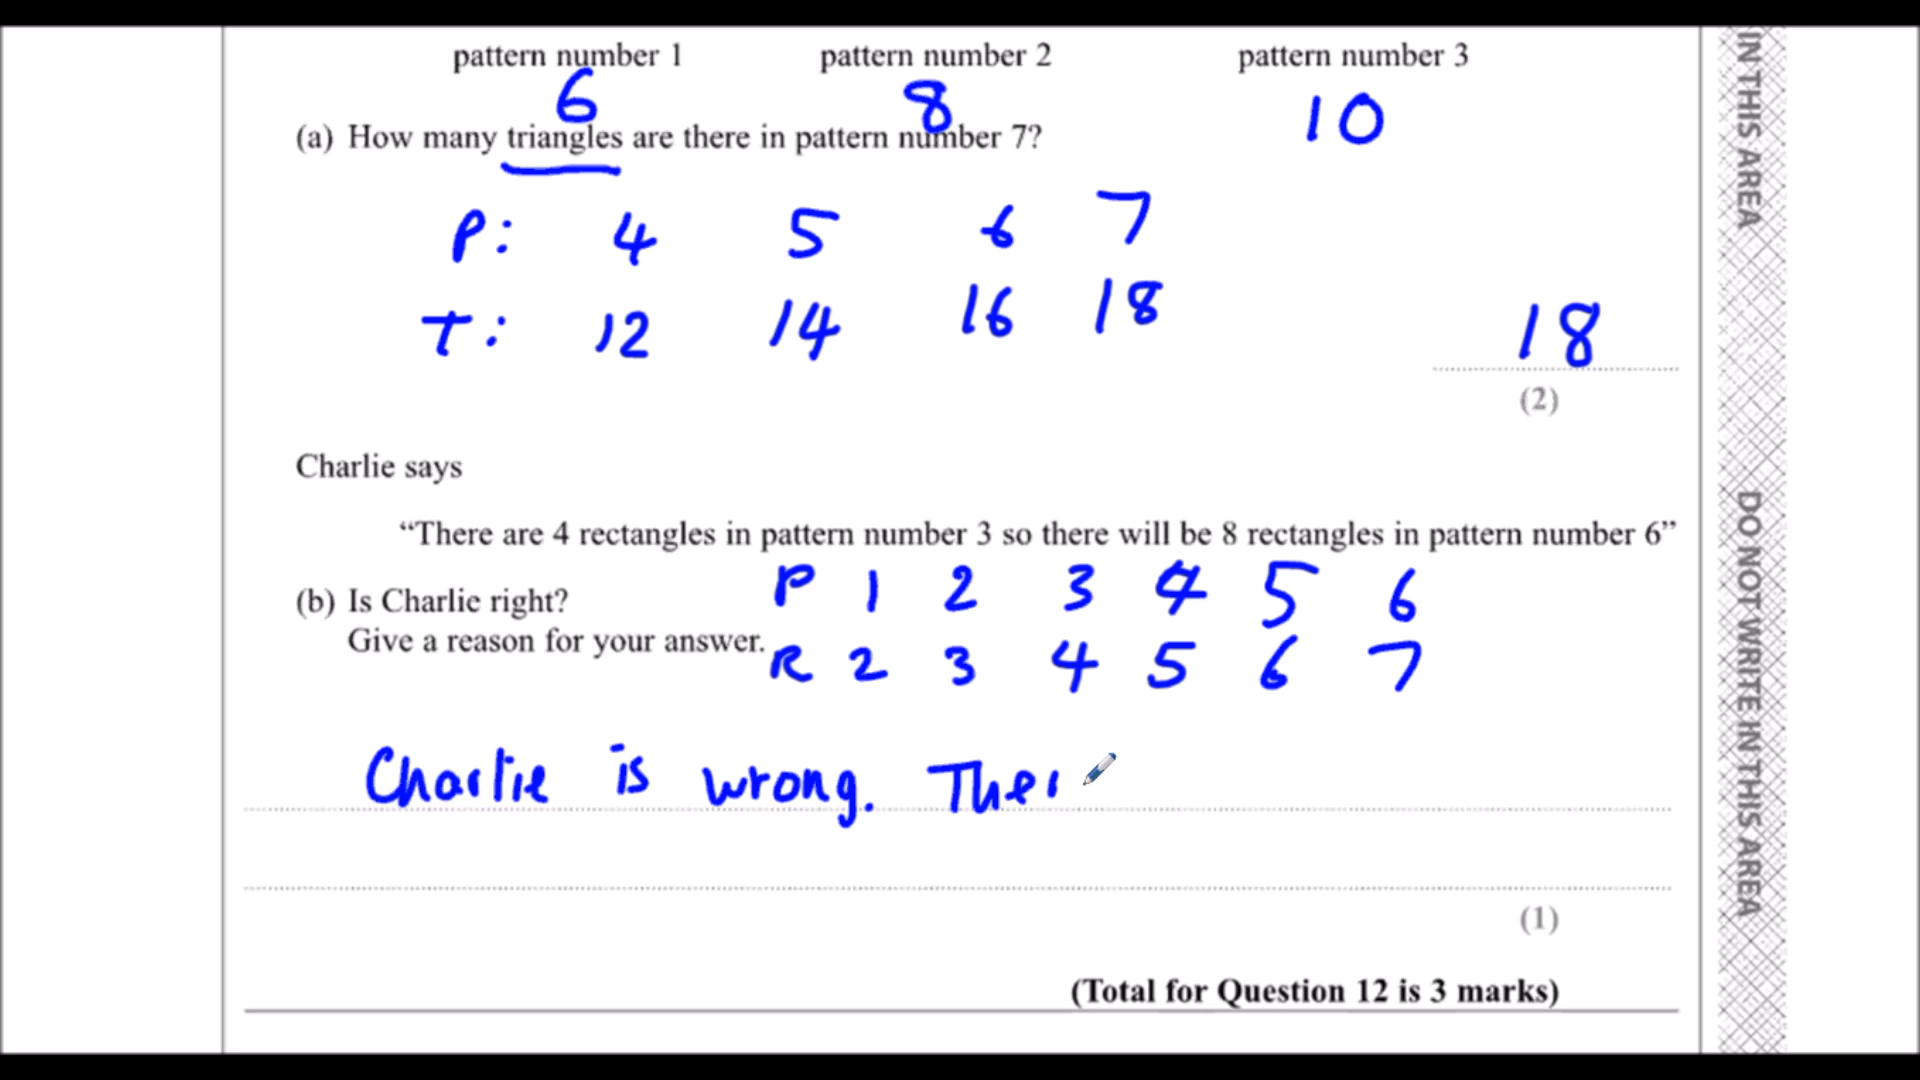 pattern number 1 pattern number 2 pattern number 3
6 8 10
(a) How many triangles are there in pattern number 7?
P: 4 5 6 7
T: 12 14 16 18
18
(2)
Charlie says
“There are 4 rectangles in pattern number 3 so there will be 8 rectangles in pattern number 6”
P 1 2 3 4 5 6
(b) Is Charlie right?
Give a reason for your answer.
R 2 3 4 5 6 7
Charlie is wrong. Ther
(1)
(Total for Question 12 is 3 marks)
IN THIS AREA
DO NOT WRITE IN THIS AREA